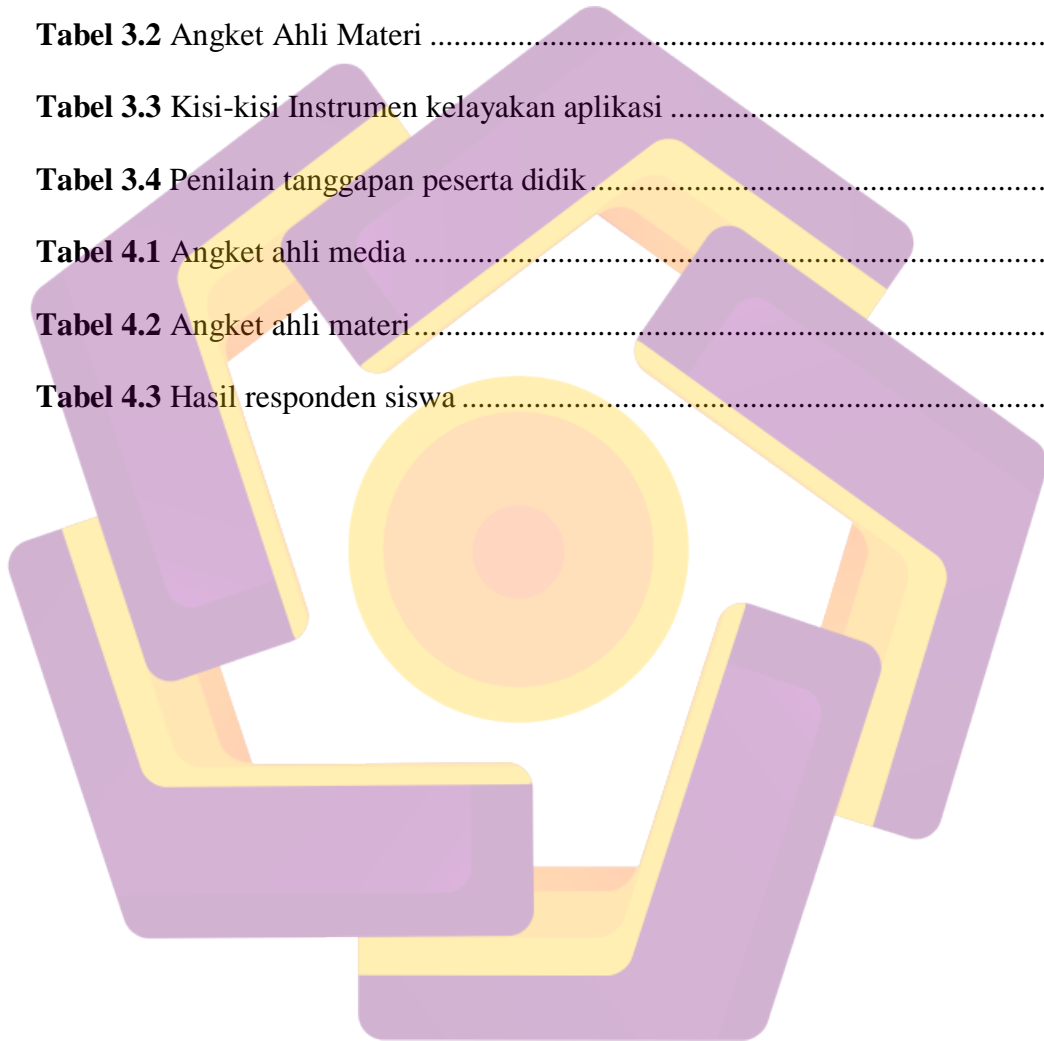 Tabel 3.2 Angket Ahli Materi ..............................................................................
Tabel 3.3 Kisi-kisi Instrumen kelayakan aplikasi ................................................
Tabel 3.4 Penilain tanggapan peserta didik..........................................................
Tabel 4.1 Angket ahli media ................................................................................
Tabel 4.2 Angket ahli materi................................................................................
Tabel 4.3 Hasil responden siswa ..........................................................................